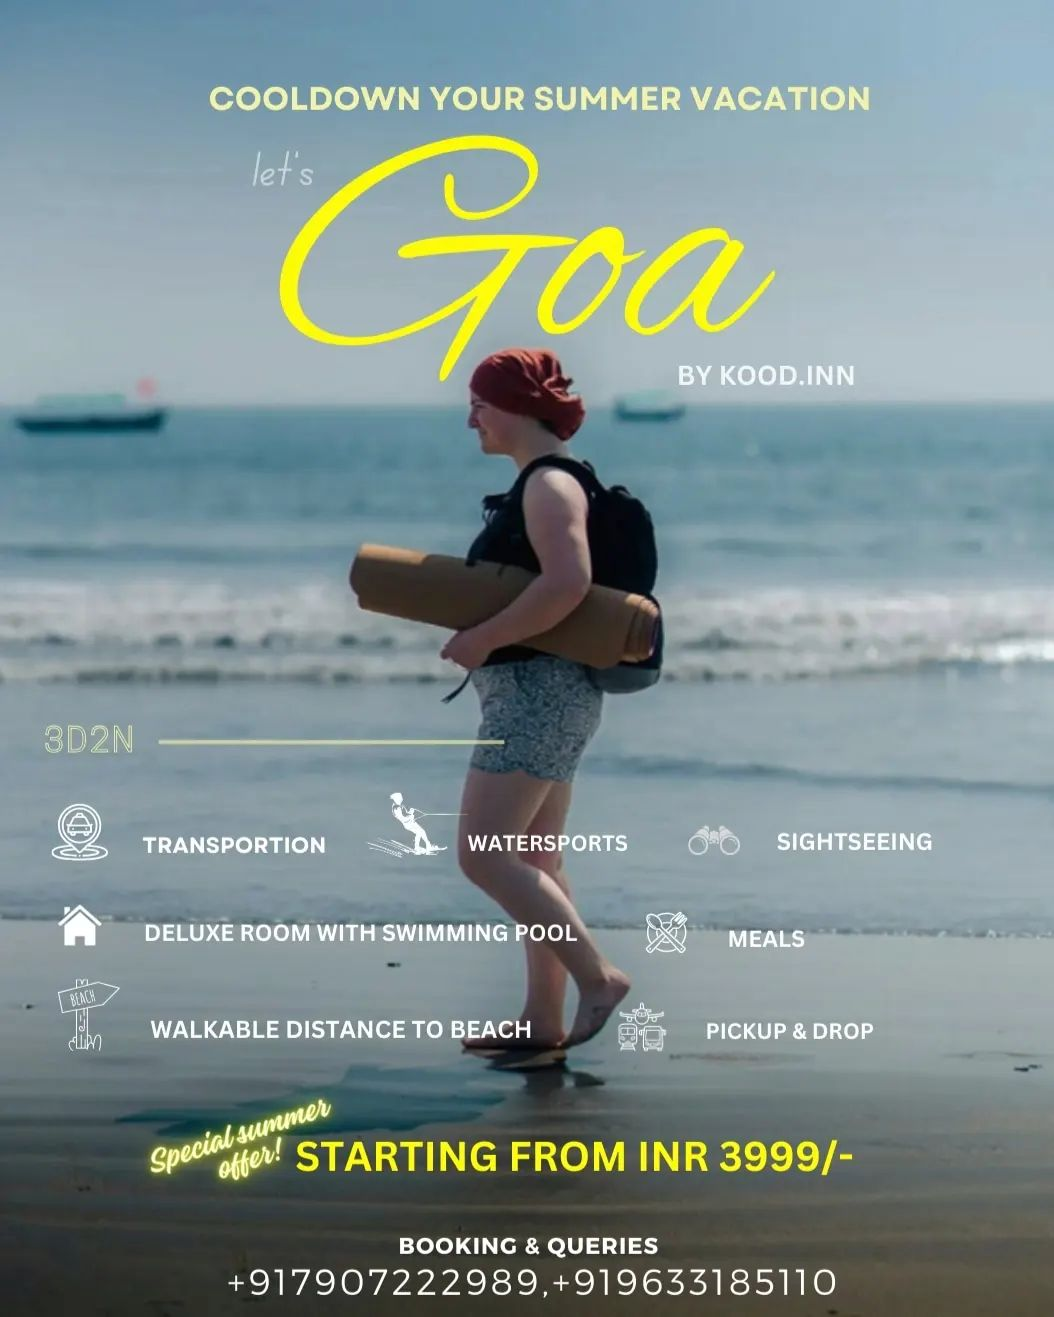 COOLDOWN YOUR SUMMER VACATION
let's
Goa
BY KOOD.INN
3D2N
TRANSPORTION
WATERSPORTS
SIGHTSEEING
DELUXE ROOM WITH SWIMMING POOL
MEALS
BEACH
WALKABLE DISTANCE TO BEACH
PICKUP & DROP
Special summer
offer!
STARTING FROM INR 3999/-
BOOKING & QUERIES
+917907222989,+919633185110